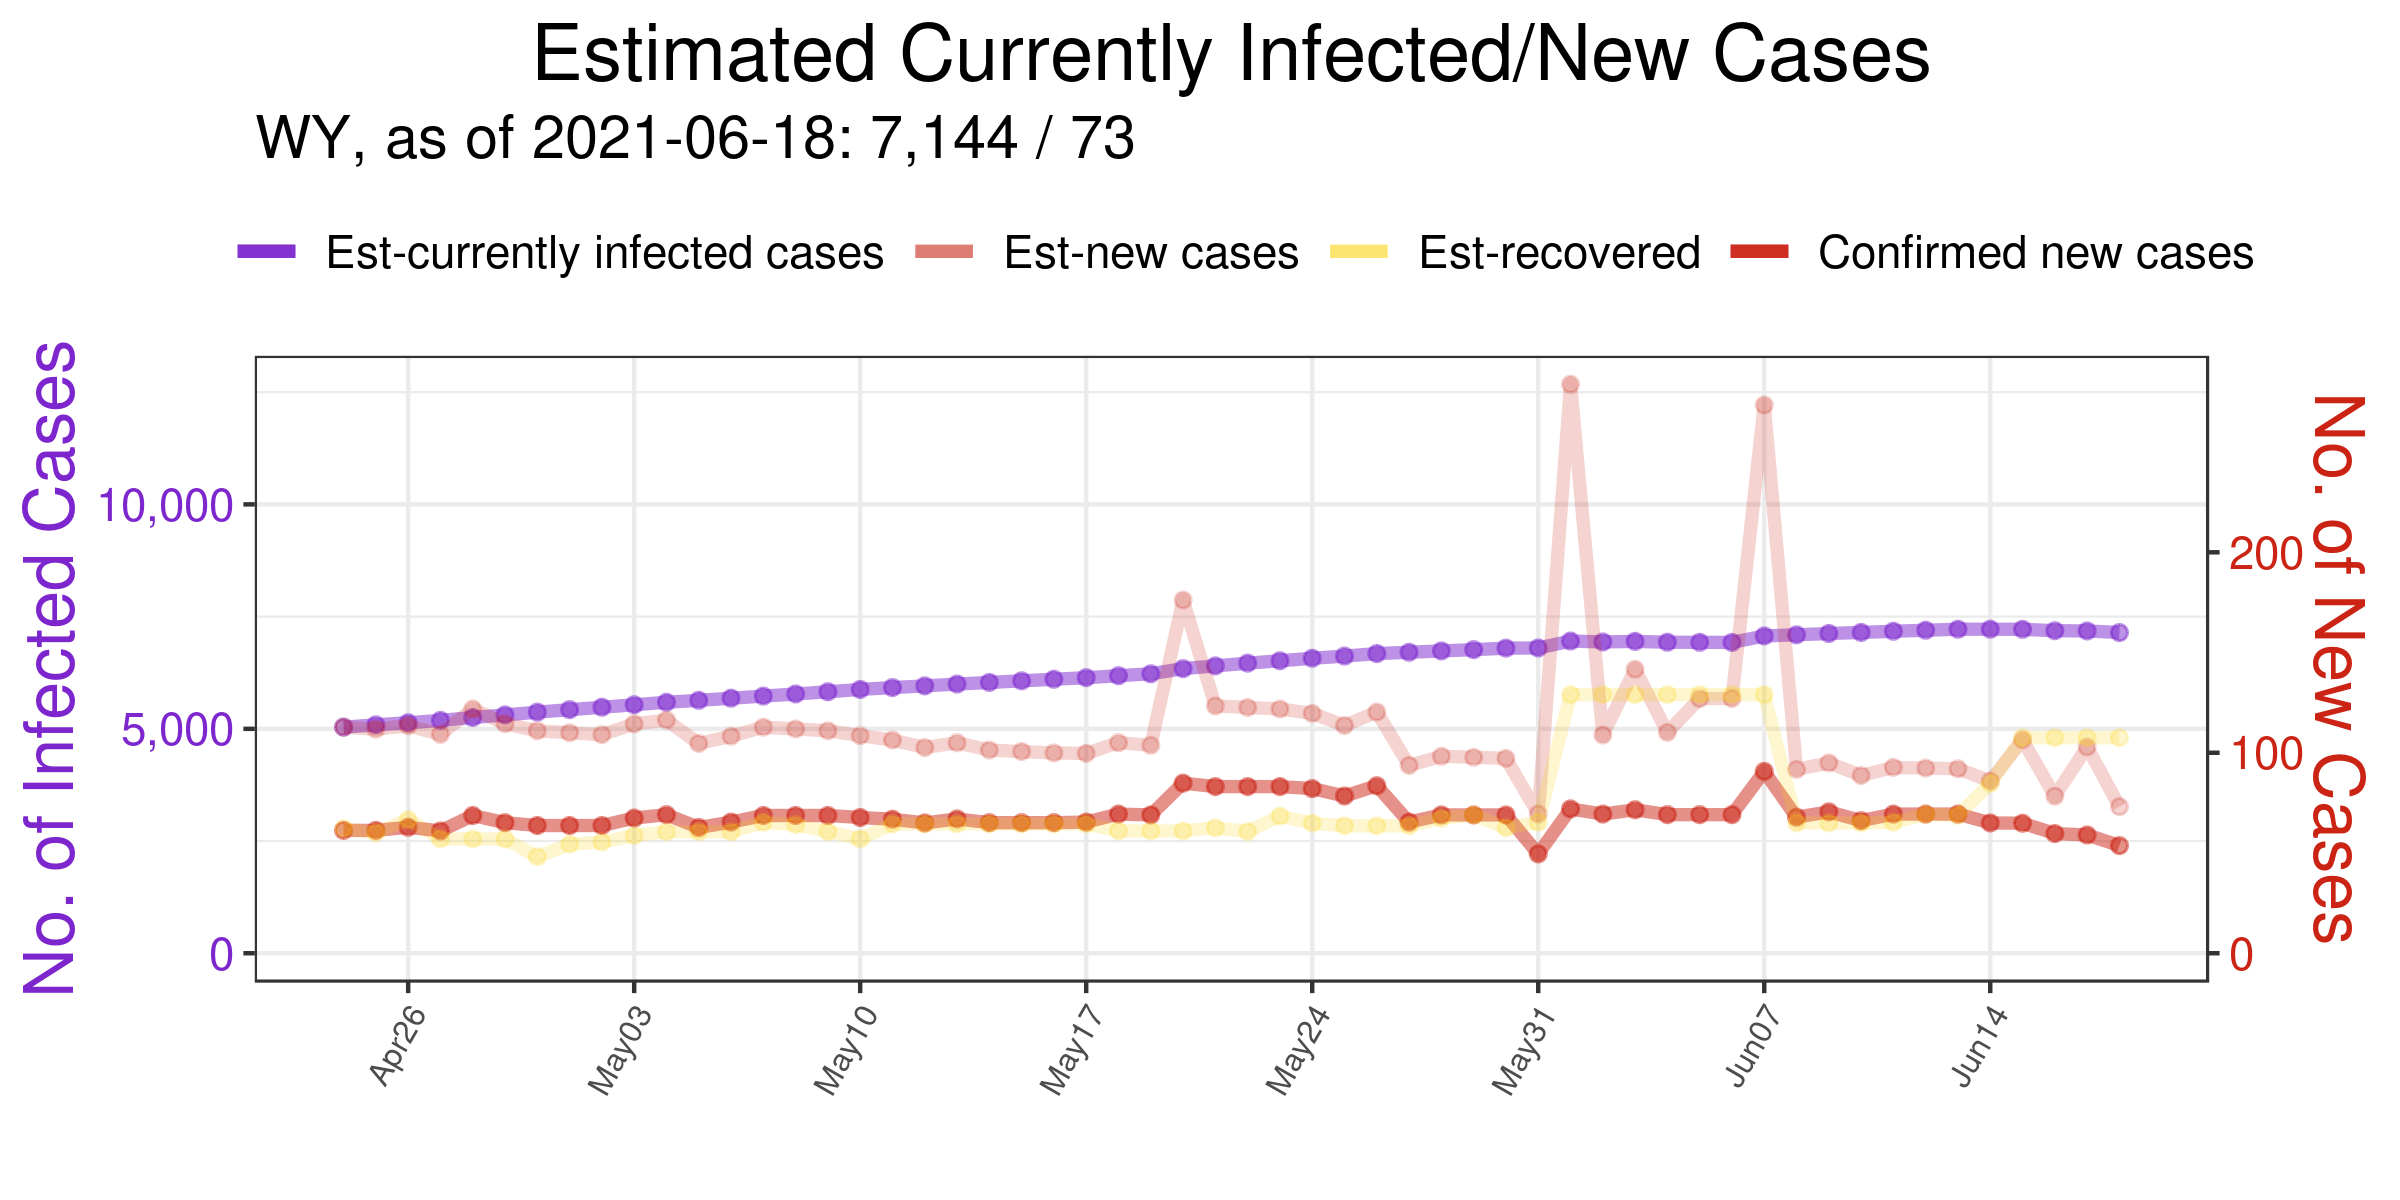 Estimated Currently Infected/New Cases
WY, as of 2021-06-18: 7,144 / 73
Est-currently infected cases Est-new cases Est-recovered Confirmed new cases
No. of Infected Cases
10,000
5,000
0
200
100
0
No. of New Cases
Apr26 May03 May10 May17 May24 May31 Jun07 Jun14